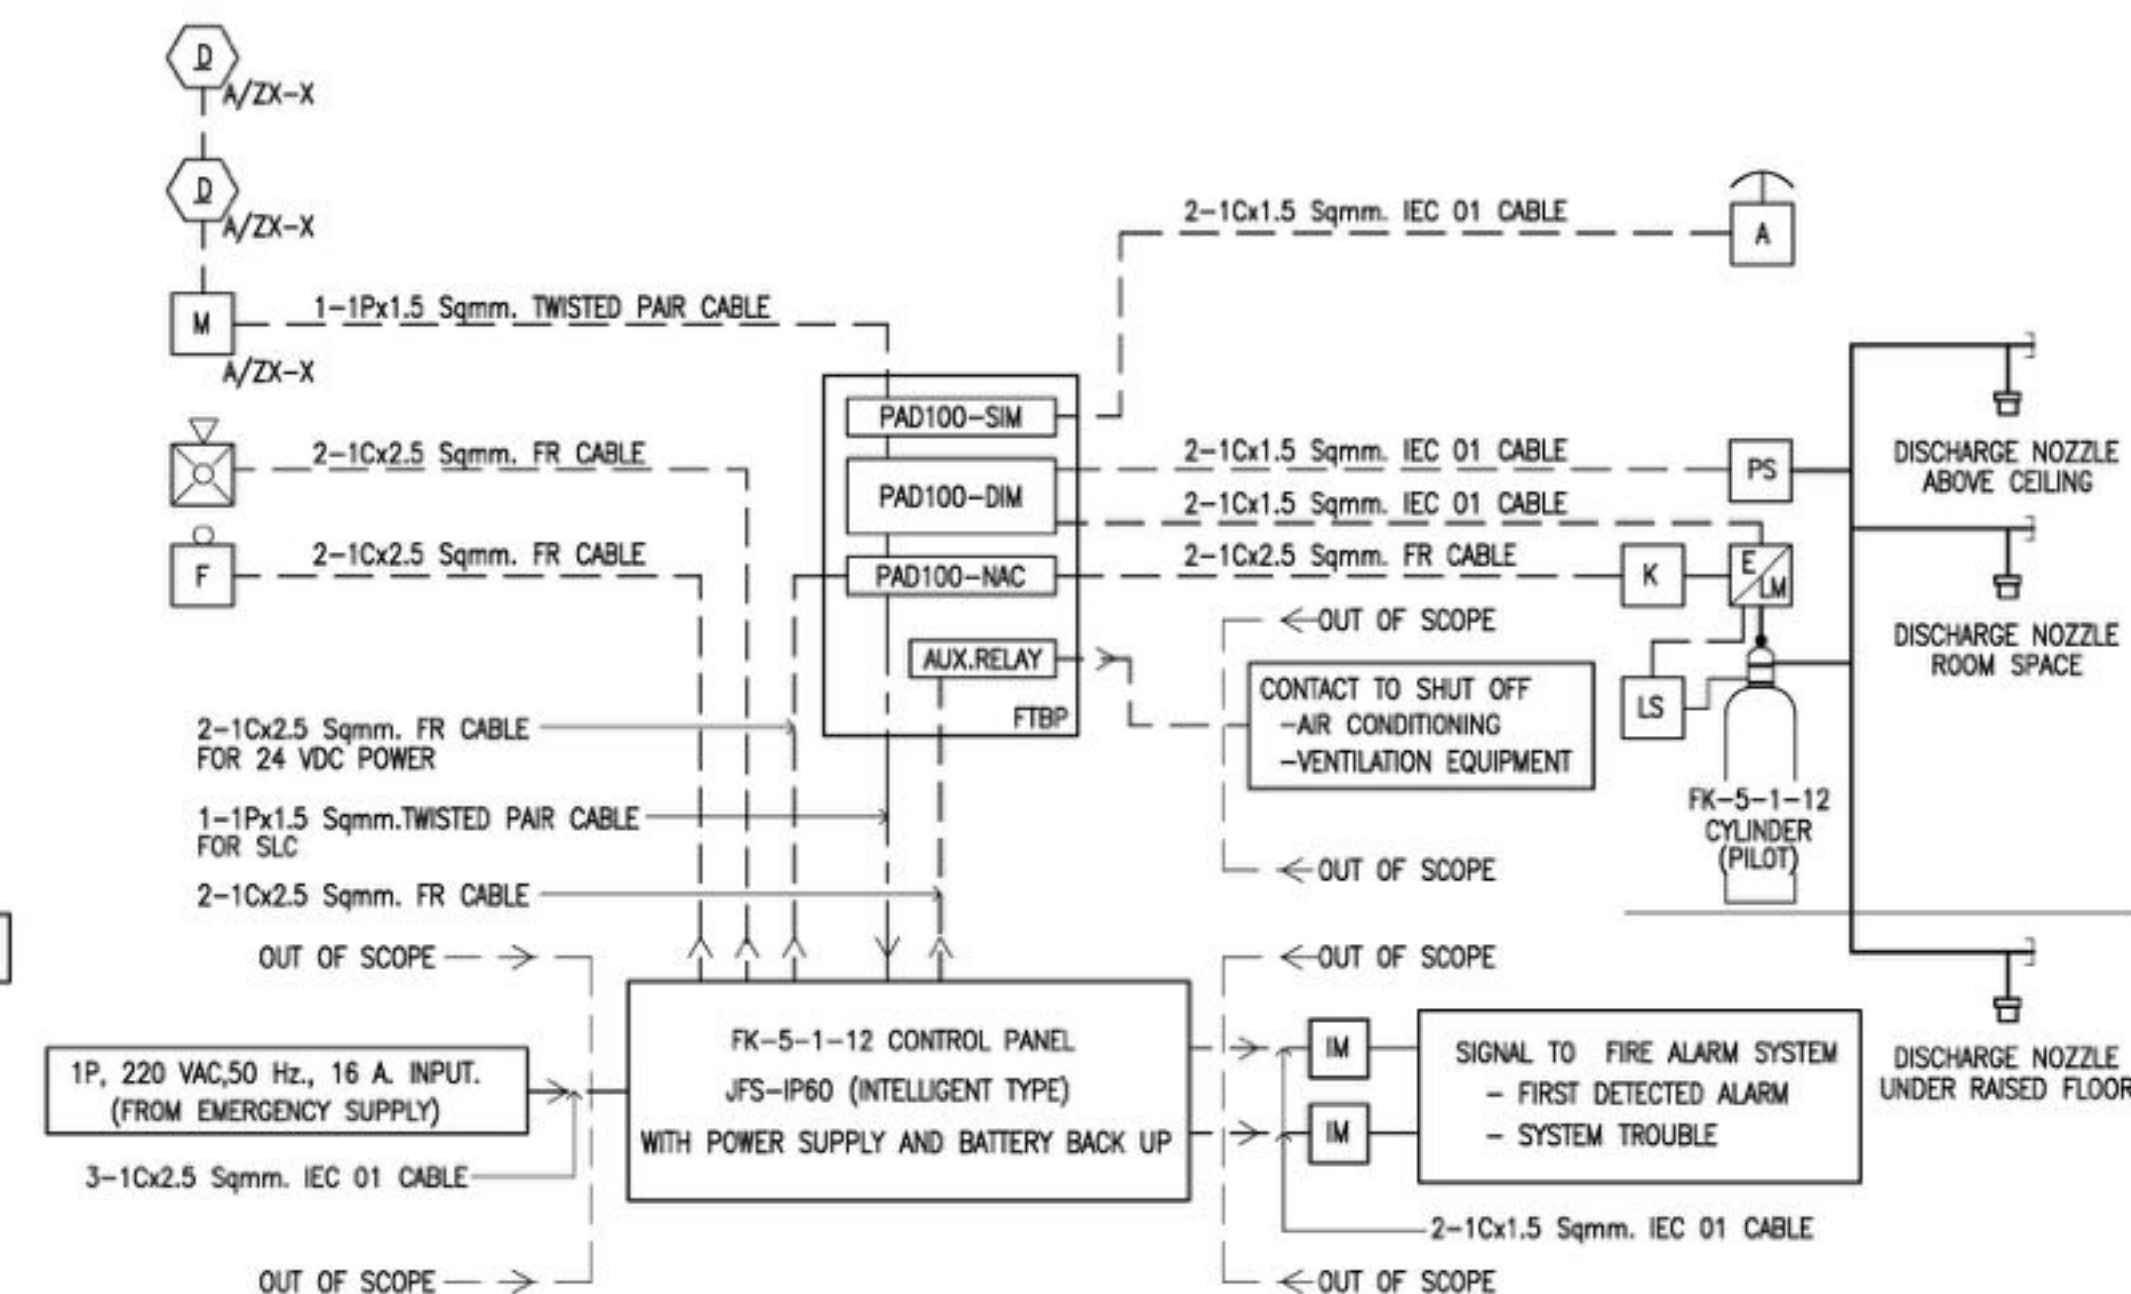 D
A/ZX-X
D
A/ZX-X
M
1-1Px1.5 Sqmm. TWISTED PAIR CABLE
A/ZX-X
2-1Cx2.5 Sqmm. FR CABLE
F
2-1Cx2.5 Sqmm. FR CABLE
2-1Cx1.5 Sqmm. IEC 01 CABLE
A
PAD100-SIM
PAD100-DIM
PAD100-NAC
AUX.RELAY
FTBP
2-1Cx1.5 Sqmm. IEC 01 CABLE
PS
2-1Cx1.5 Sqmm. IEC 01 CABLE
2-1Cx2.5 Sqmm. FR CABLE
K
E
LM
LS
OUT OF SCOPE
CONTACT TO SHUT OFF
-AIR CONDITIONING
-VENTILATION EQUIPMENT
OUT OF SCOPE
FK-5-1-12
CYLINDER
(PILOT)
DISCHARGE NOZZLE
ABOVE CEILING
DISCHARGE NOZZLE
ROOM SPACE
DISCHARGE NOZZLE
UNDER RAISED FLOOR
2-1Cx2.5 Sqmm. FR CABLE
FOR 24 VDC POWER
1-1Px1.5 Sqmm.TWISTED PAIR CABLE
FOR SLC
2-1Cx2.5 Sqmm. FR CABLE
OUT OF SCOPE
1P, 220 VAC,50 Hz., 16 A. INPUT.
(FROM EMERGENCY SUPPLY)
3-1Cx2.5 Sqmm. IEC 01 CABLE
OUT OF SCOPE
FK-5-1-12 CONTROL PANEL
JFS-IP60 (INTELLIGENT TYPE)
WITH POWER SUPPLY AND BATTERY BACK UP
OUT OF SCOPE
IM
IM
SIGNAL TO FIRE ALARM SYSTEM
- FIRST DETECTED ALARM
- SYSTEM TROUBLE
2-1Cx1.5 Sqmm. IEC 01 CABLE
OUT OF SCOPE